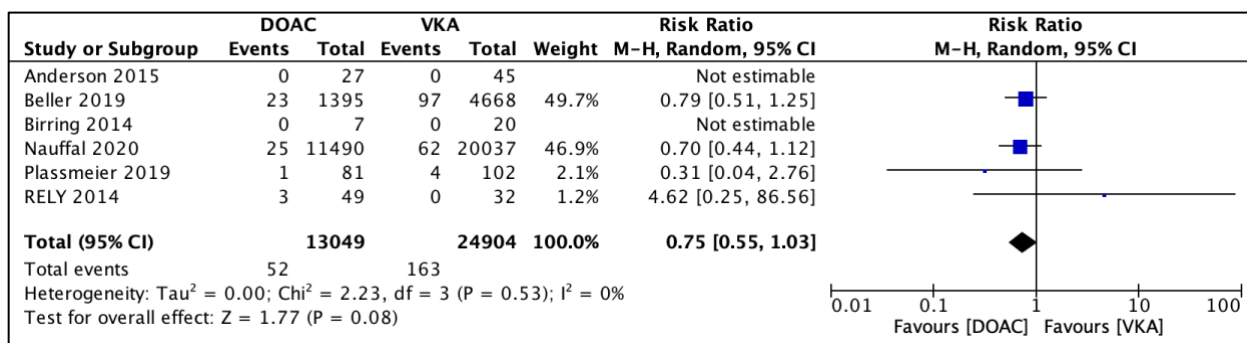 DOAC VKA Risk Ratio Risk Ratio
Study or Subgroup Events Total Events Total Weight M-H, Random, 95% CI M-H, Random, 95% CI
Anderson 2015 0 27 0 45 Not estimable
Beller 2019 23 1395 97 4668 49.7% 0.79 [0.51, 1.25]
Birring 2014 0 7 0 20 Not estimable
Nauffal 2020 25 11490 62 20037 46.9% 0.70 [0.44, 1.12]
Plassmeier 2019 1 81 4 102 2.1% 0.31 [0.04, 2.76]
RELY 2014 3 49 0 32 1.2% 4.62 [0.25, 86.56]
Total (95% CI) 13049 24904 100.0% 0.75 [0.55, 1.03]
Total events 52 163
Heterogeneity: Tau² = 0.00; Chi² = 2.23, df = 3 (P = 0.53); I² = 0%
Test for overall effect: Z = 1.77 (P = 0.08)
0.01 0.1 1 10 100
Favours [DOAC] Favours [VKA]